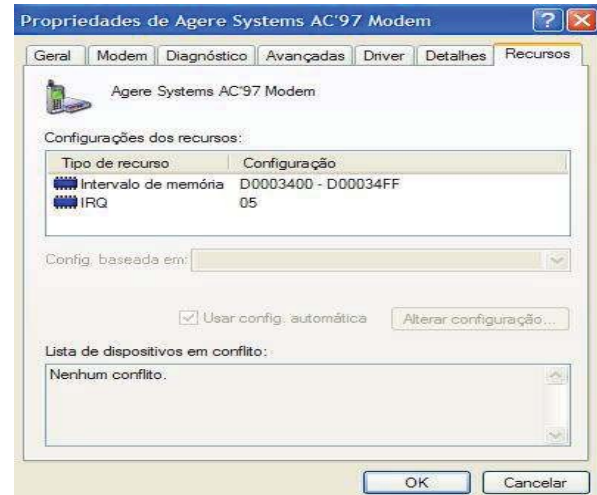 Propriedades de Agere Systems AC'97 Modem
Geral Modem Diagnóstico Avançadas Driver Detalhes Recursos
Agere Systems AC'97 Modem
Configurações dos recursos:
Tipo de recurso Configuração
Intervalo de memória D0003400 - D00034FF
IRQ 05
Config. baseada em:
Usar config. automática Alterar configuração...
Lista de dispositivos em conflito:
Nenhum conflito.
OK Cancelar